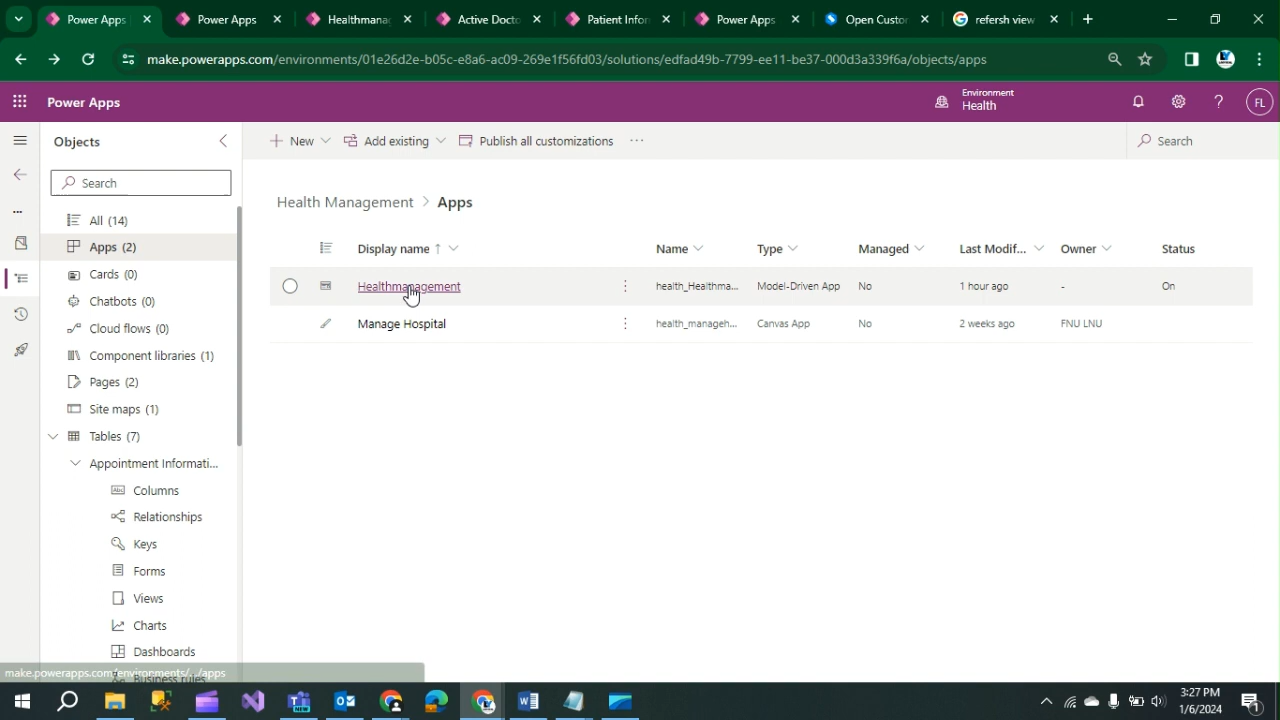 Power Apps
Power Apps
Healthmanac
Active Docto
Patient Infor
Power Apps
Open Custor
refersh view
make.powerapps.com/environments/01e26d2e-b05c-e8a6-ac09-269e1f56fd03/solutions/edfad49b-7799-ee11-be37-000d3a339f6a/objects/apps
Power Apps
Environment
Health
FL
Objects
New
Add existing
Publish all customizations
Search
Search
Health Management > Apps
All (14)
Apps (2)
Cards (0)
Chatbots (0)
Cloud flows (0)
Component libraries (1)
Pages (2)
Site maps (1)
Tables (7)
Appointment Informati...
Columns
Relationships
Keys
Forms
Views
Charts
Dashboards
Business rules
Display name ↑ Name Type Managed Last Modif... Owner Status
Healthmanagement health_Healthma... Model-Driven App No 1 hour ago - On
Manage Hospital health_manageh... Canvas App No 2 weeks ago FNU LNU
make.powerapps.com/environments/.../apps
3:27 PM
1/6/2024